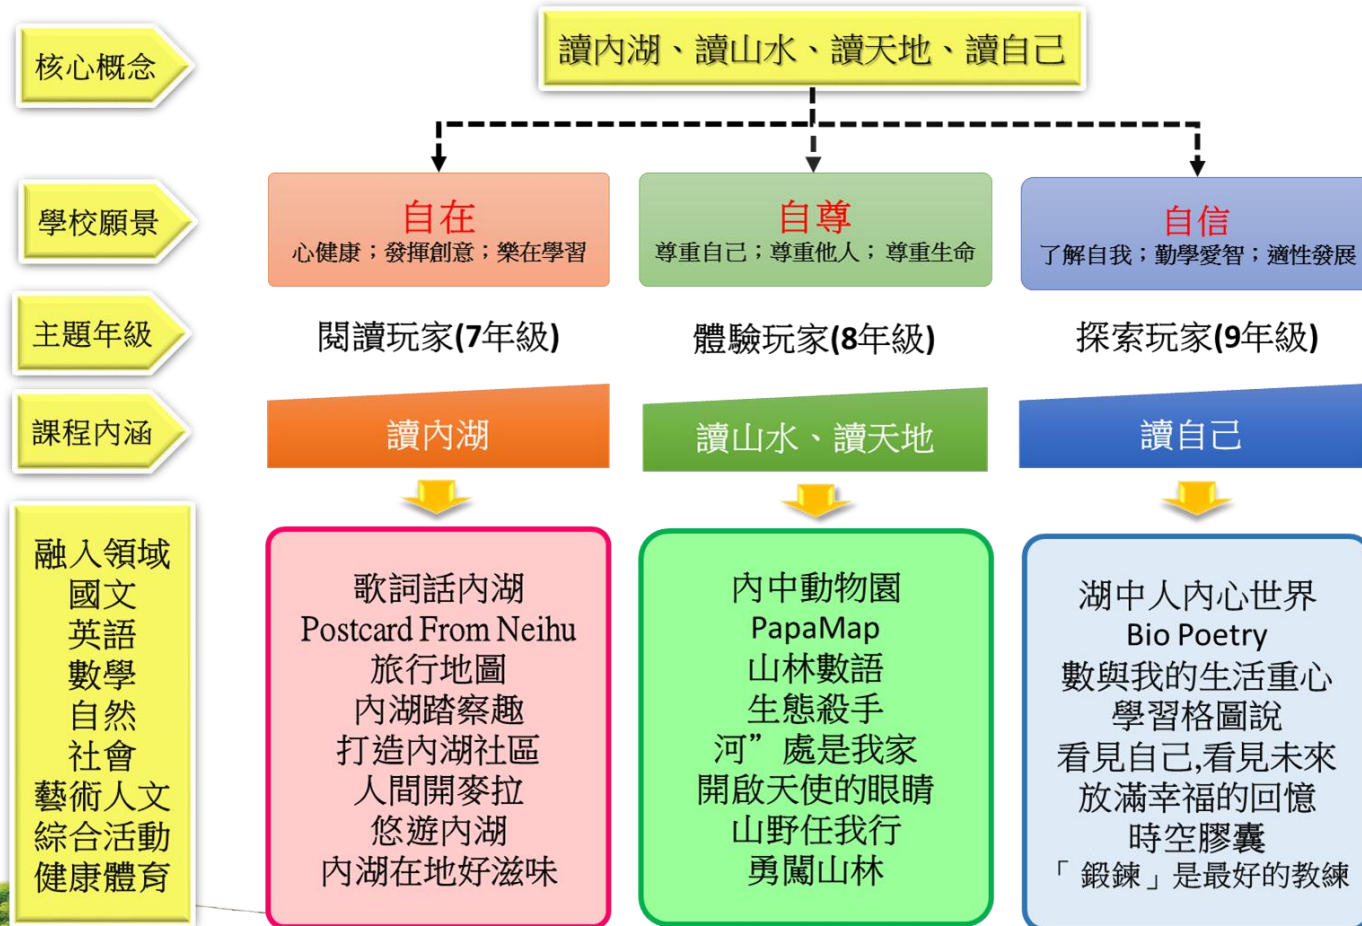 核心概念
讀內湖、讀山水、讀天地、讀自己
學校願景
自在
心健康；發揮創意；樂在學習
自尊
尊重自己；尊重他人； 尊重生命
自信
了解自我；勤學愛智；適性發展
主題年級
閱讀玩家(7年級)
體驗玩家(8年級)
探索玩家(9年級)
課程內涵
讀內湖
讀山水、讀天地
讀自己
融入領域
國文
英語
數學
自然
社會
藝術人文
綜合活動
健康體育
歌詞話內湖
Postcard From Neihu
旅行地圖
內湖踏察趣
打造內湖社區
人間開麥拉
悠遊內湖
內湖在地好滋味
內中動物園
PapaMap
山林數語
生態殺手
河”處是我家
開啟天使的眼睛
山野任我行
勇闖山林
湖中人內心世界
Bio Poetry
數與我的生活重心
學習格圖說
看見自己,看見未來
放滿幸福的回憶
時空膠囊
「 鍛鍊」是最好的教練